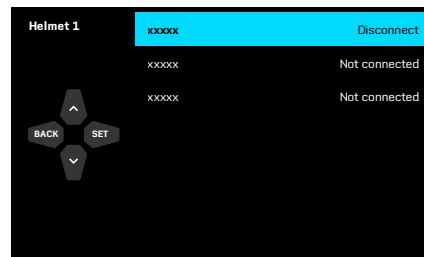 Helmet 1
xxxxx Disconnect
xxxxx Not connected
xxxxx Not connected
BACK SET